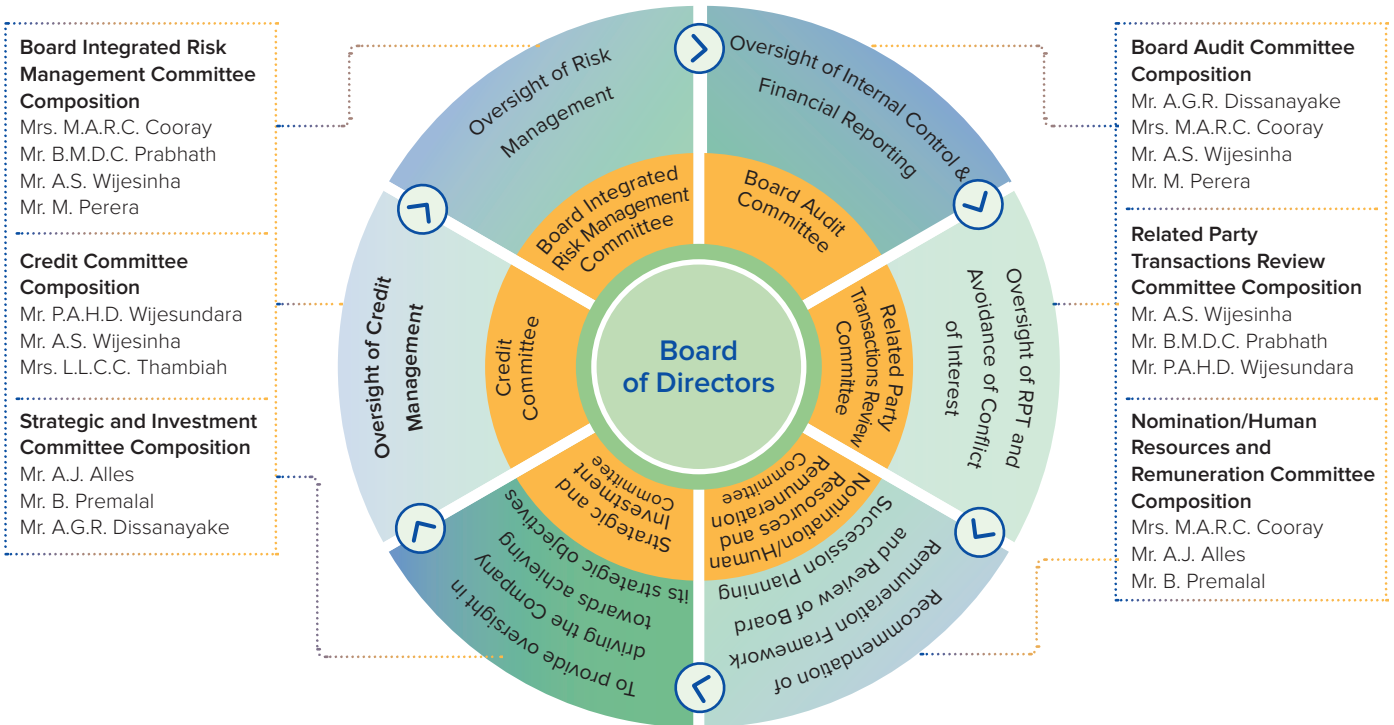 Board Integrated Risk
Management Committee
Composition
Mrs. M.A.R.C. Cooray
Mr. B.M.D.C. Prabhath
Mr. A.S. Wijesinha
Mr. M. Perera
Credit Committee
Composition
Mr. P.A.H.D. Wijesundara
Mr. A.S. Wijesinha
Mrs. L.L.C.C. Thambiah
Strategic and Investment
Committee Composition
Mr. A.J. Alles
Mr. B. Premalal
Mr. A.G.R. Dissanayake
Oversight of Risk
Management
Board Integrated
Risk Management
Committee
Oversight of Internal Control &
Financial Reporting
Board Audit
Committee
Oversight of RPT and
Avoidance of Conflict
of Interest
Related Party
Transactions Review
Committee
Recommendation of
Remuneration Framework
and Review of Board
Succession Planning
Nomination/Human
Resources and
Remuneration
Committee
To provide oversight in
driving the Company
towards achieving
its strategic objectives
Strategic and
Investment
Committee
Oversight of Credit
Management
Credit
Committee
Board
of Directors
Board Audit Committee
Composition
Mr. A.G.R. Dissanayake
Mrs. M.A.R.C. Cooray
Mr. A.S. Wijesinha
Mr. M. Perera
Related Party
Transactions Review
Committee Composition
Mr. A.S. Wijesinha
Mr. B.M.D.C. Prabhath
Mr. P.A.H.D. Wijesundara
Nomination/Human
Resources and
Remuneration Committee
Composition
Mrs. M.A.R.C. Cooray
Mr. A.J. Alles
Mr. B. Premalal